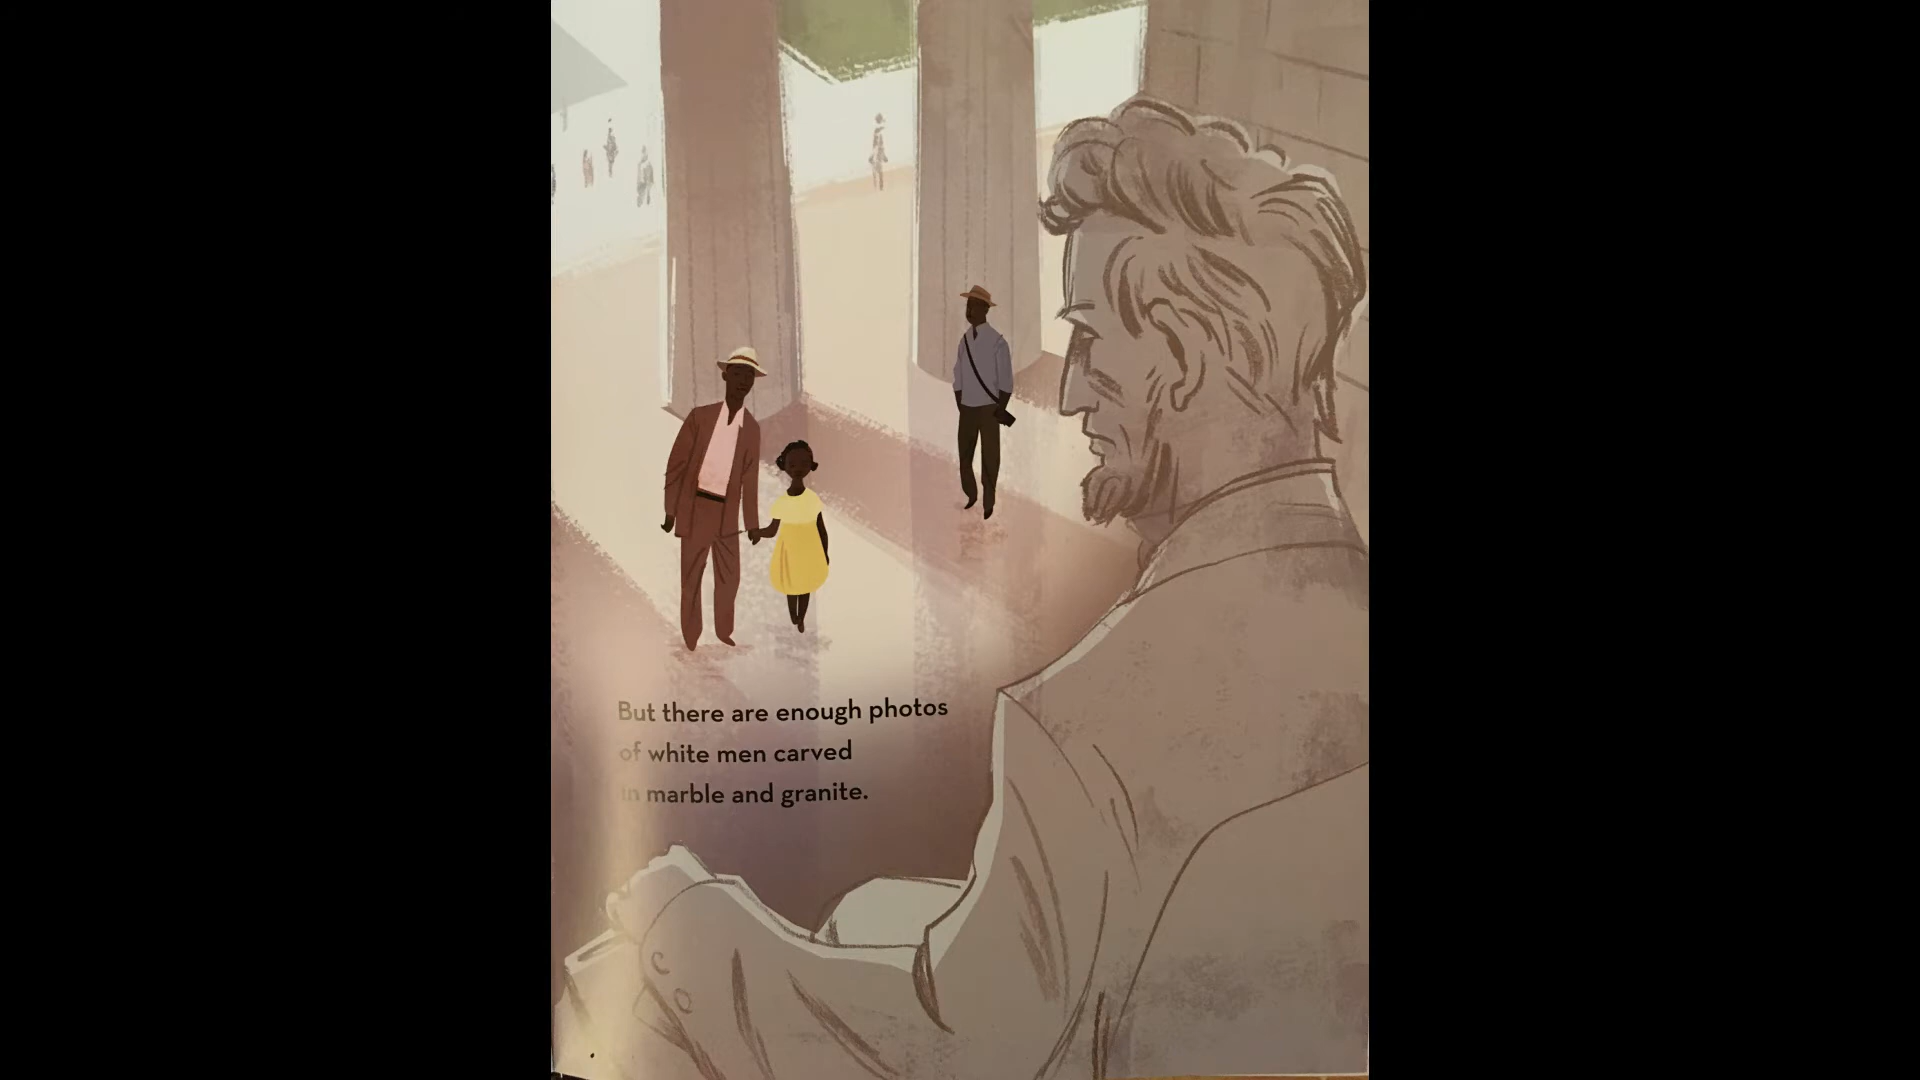 But there are enough photos
of white men carved
in marble and granite.